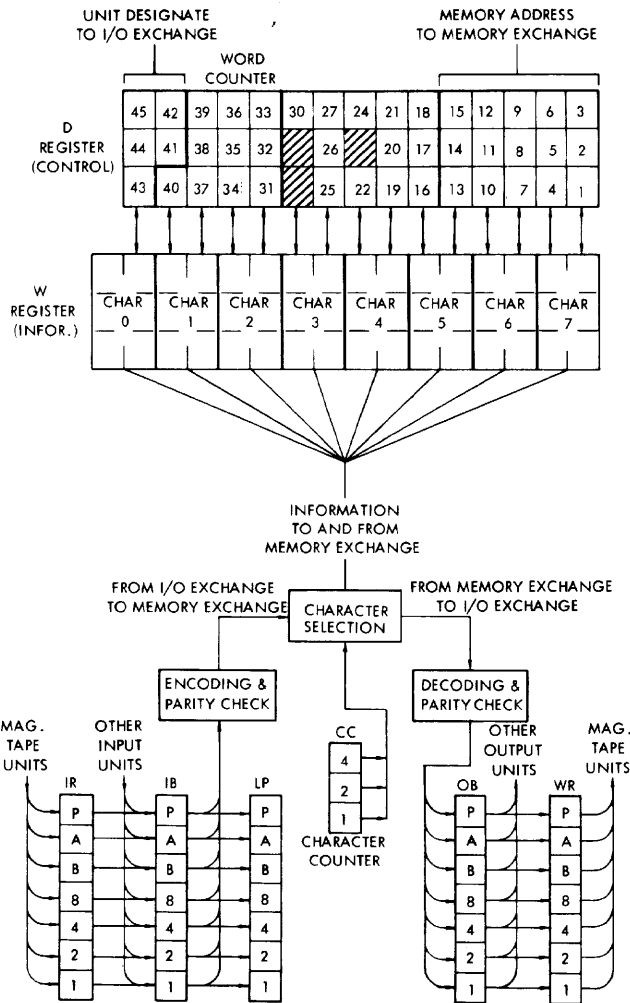 UNIT DESIGNATE
TO I/O EXCHANGE
MEMORY ADDRESS
TO MEMORY EXCHANGE
WORD
COUNTER
D
REGISTER
(CONTROL)
45 42 39 36 33 30 27 24 21 18 15 12 9 6 3
44 41 38 35 32 26 20 17 14 11 8 5 2
43 40 37 34 31 25 22 19 16 13 10 7 4 1
W
REGISTER
(INFOR.)
CHAR CHAR CHAR CHAR CHAR CHAR CHAR CHAR
0 1 2 3 4 5 6 7
INFORMATION
TO AND FROM
MEMORY EXCHANGE
FROM I/O EXCHANGE
TO MEMORY EXCHANGE
CHARACTER
SELECTION
FROM MEMORY EXCHANGE
TO I/O EXCHANGE
ENCODING &
PARITY CHECK
DECODING &
PARITY CHECK
MAG.
TAPE
UNITS
OTHER
INPUT
UNITS
CC
4
2
1
CHARACTER
COUNTER
OTHER
OUTPUT
UNITS
MAG.
TAPE
UNITS
IR IB LP OB WR
P P P P P
A A A A A
B B B B B
8 8 8 8 8
4 4 4 4 4
2 2 2 2 2
1 1 1 1 1